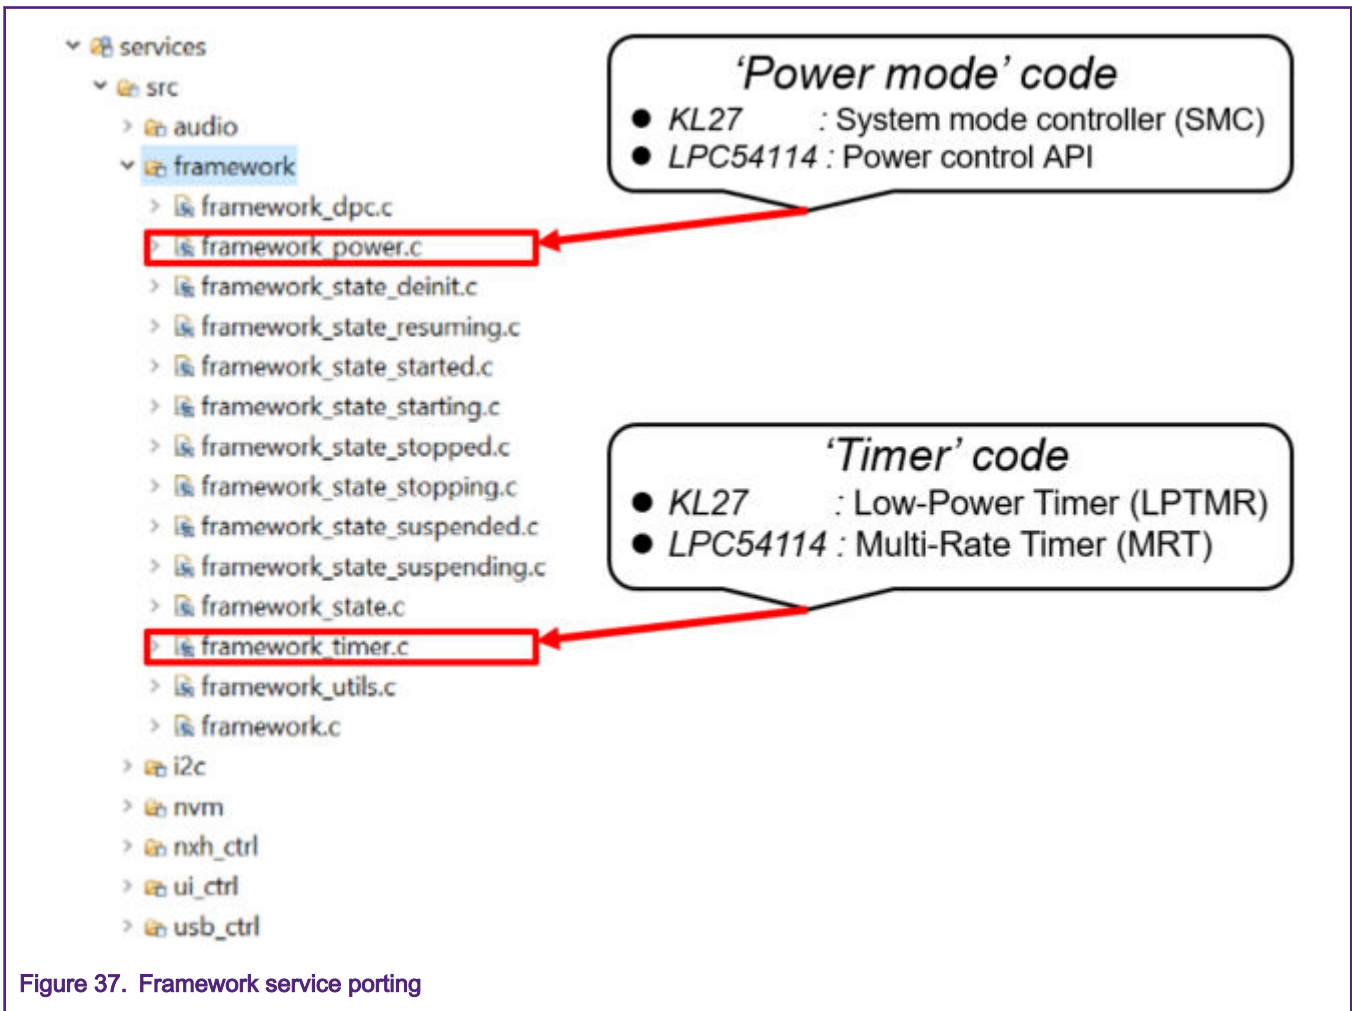 services
src
audio
framework
framework_dpc.c
framework_power.c
framework_state_deinit.c
framework_state_resuming.c
framework_state_started.c
framework_state_starting.c
framework_state_stopped.c
framework_state_stopping.c
framework_state_suspended.c
framework_state_suspending.c
framework_state.c
framework_timer.c
framework_utils.c
framework.c
i2c
nvm
nxh_ctrl
ui_ctrl
usb_ctrl
‘Power mode’ code
● KL27 : System mode controller (SMC)
● LPC54114 : Power control API
‘Timer’ code
● KL27 : Low-Power Timer (LPTMR)
● LPC54114 : Multi-Rate Timer (MRT)
Figure 37. Framework service porting